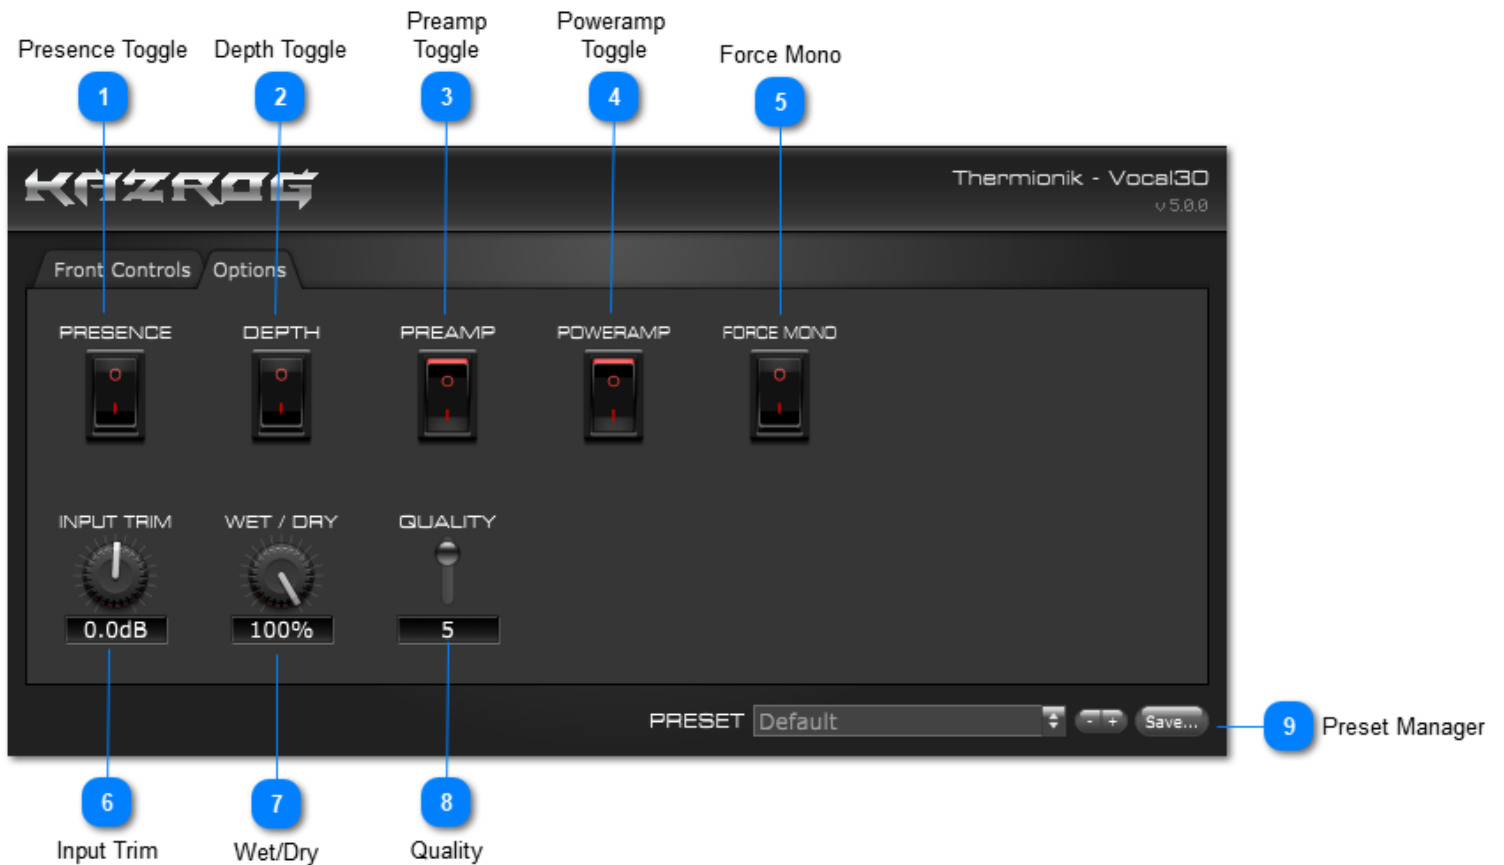 Preamp
Toggle
Poweramp
Toggle
Presence Toggle
Depth Toggle
Force Mono
1
2
3
4
5
KAZROG
Thermionik - Vocal30
v 5.0.0
Front Controls
Options
PRESENCE
DEPTH
PREAMP
POWERAMP
FORCE MONO
INPUT TRIM
WET / DRY
QUALITY
0.0dB
100%
5
PRESET
Default
-
+
Save...
9
Preset Manager
6
7
8
Input Trim
Wet/Dry
Quality